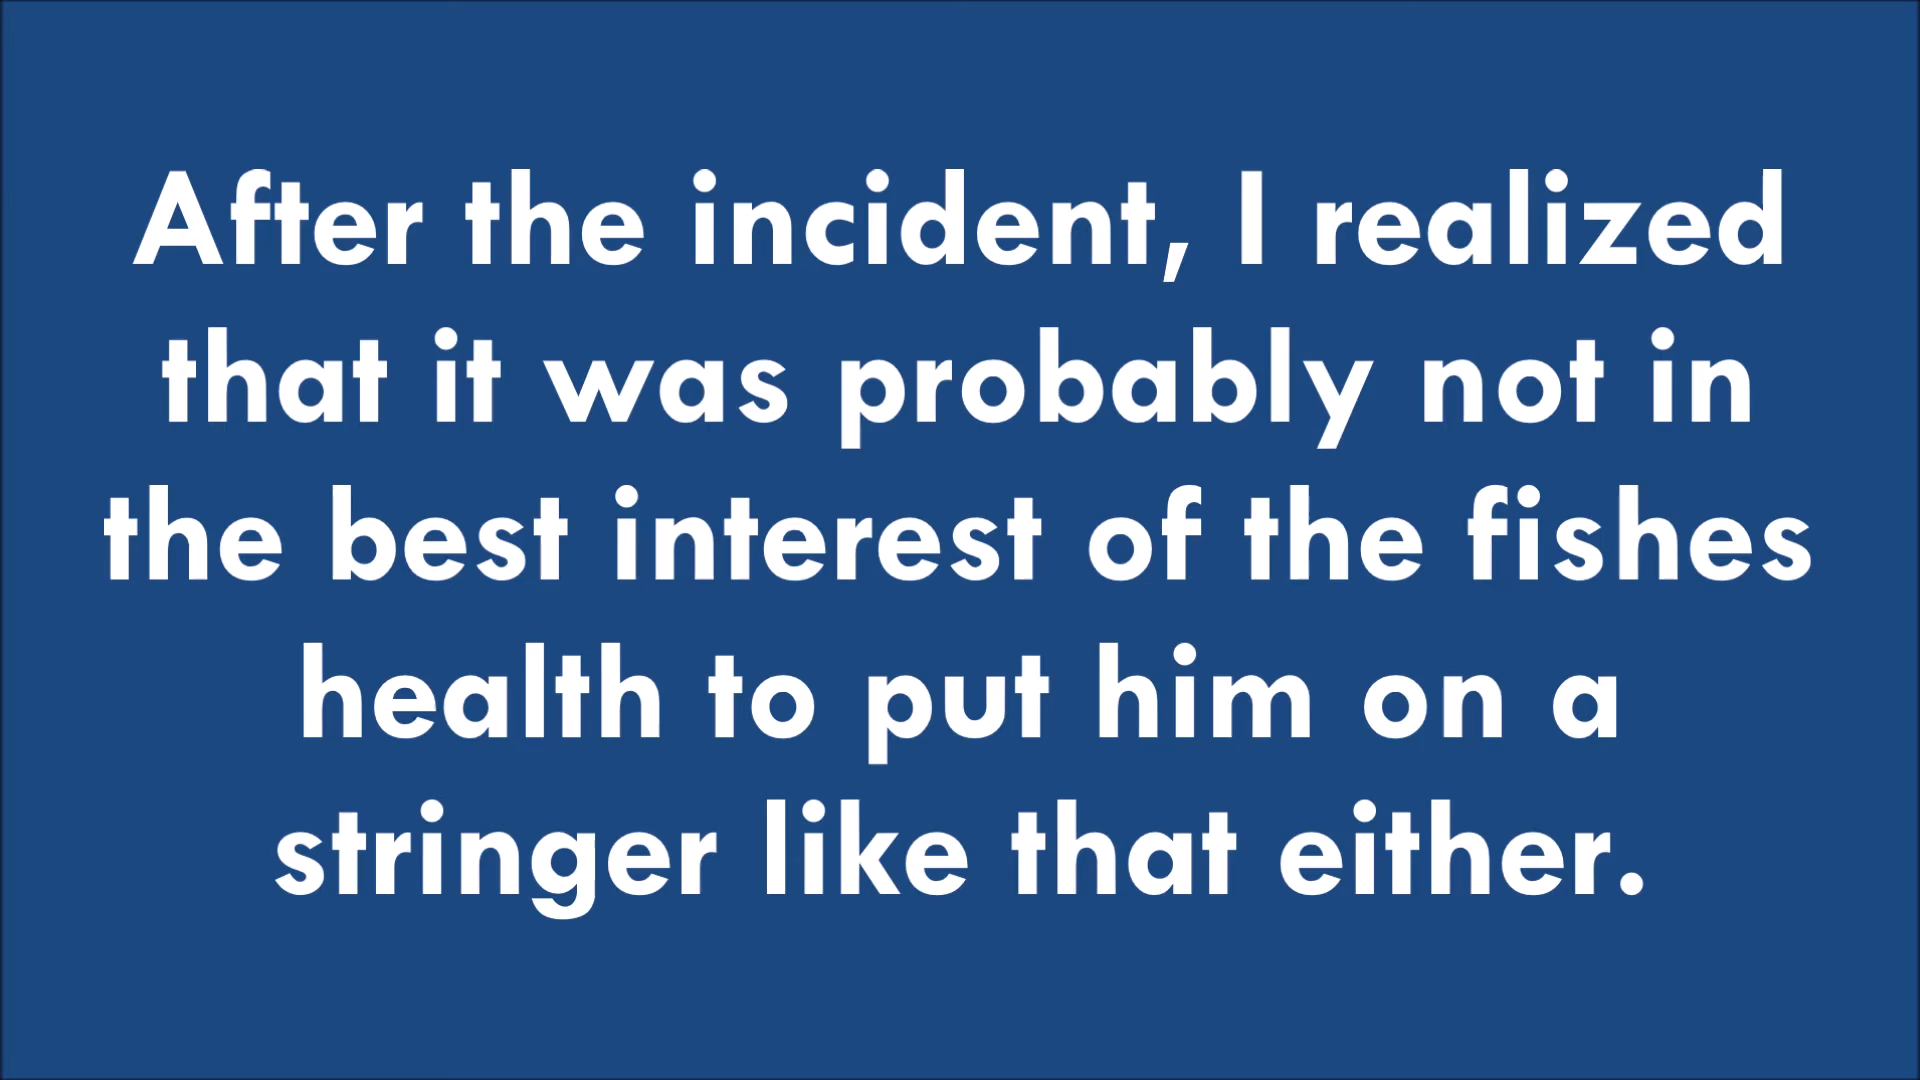 After the incident, I realized
that it was probably not in
the best interest of the fishes
health to put him on a
stringer like that either.